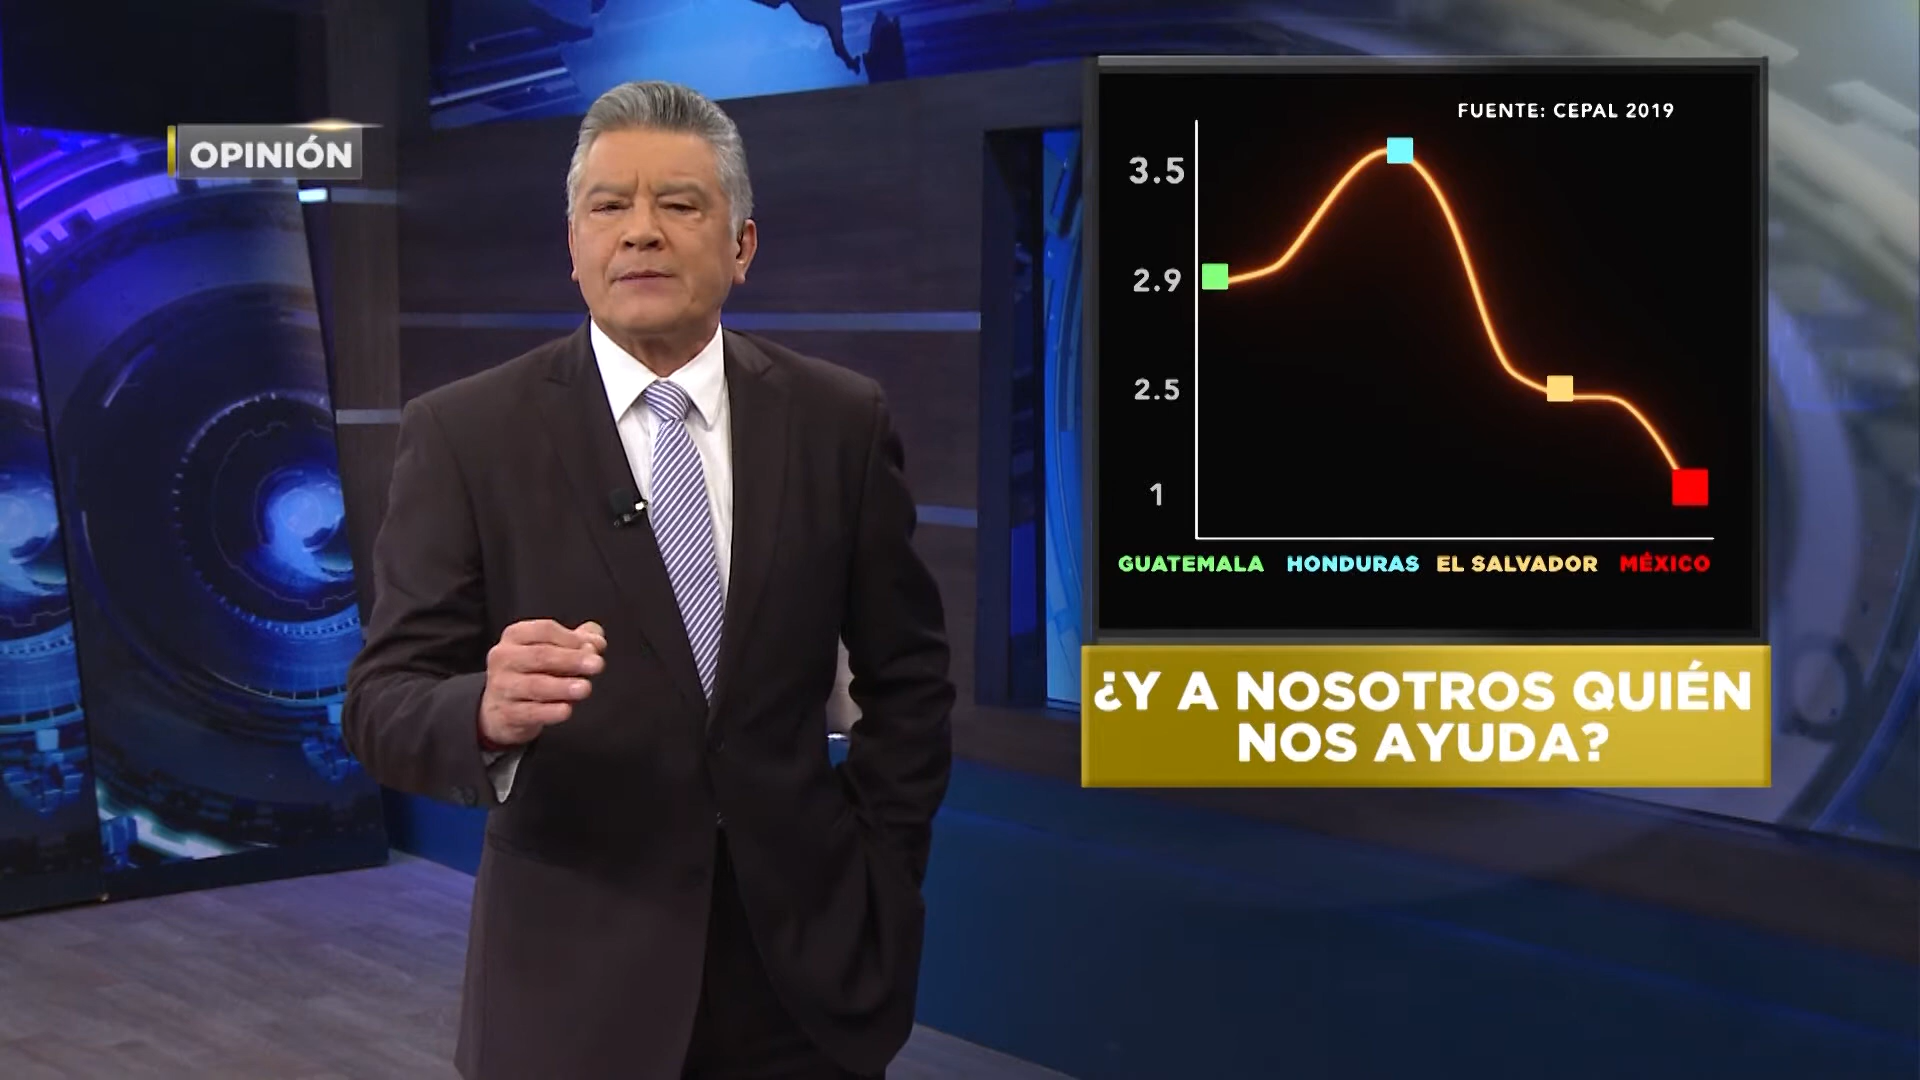 OPINIÓN
FUENTE: CEPAL 2019
3.5
2.9
2.5
1
GUATEMALA HONDURAS EL SALVADOR MÉXICO
¿Y A NOSOTROS QUIÉN
NOS AYUDA?